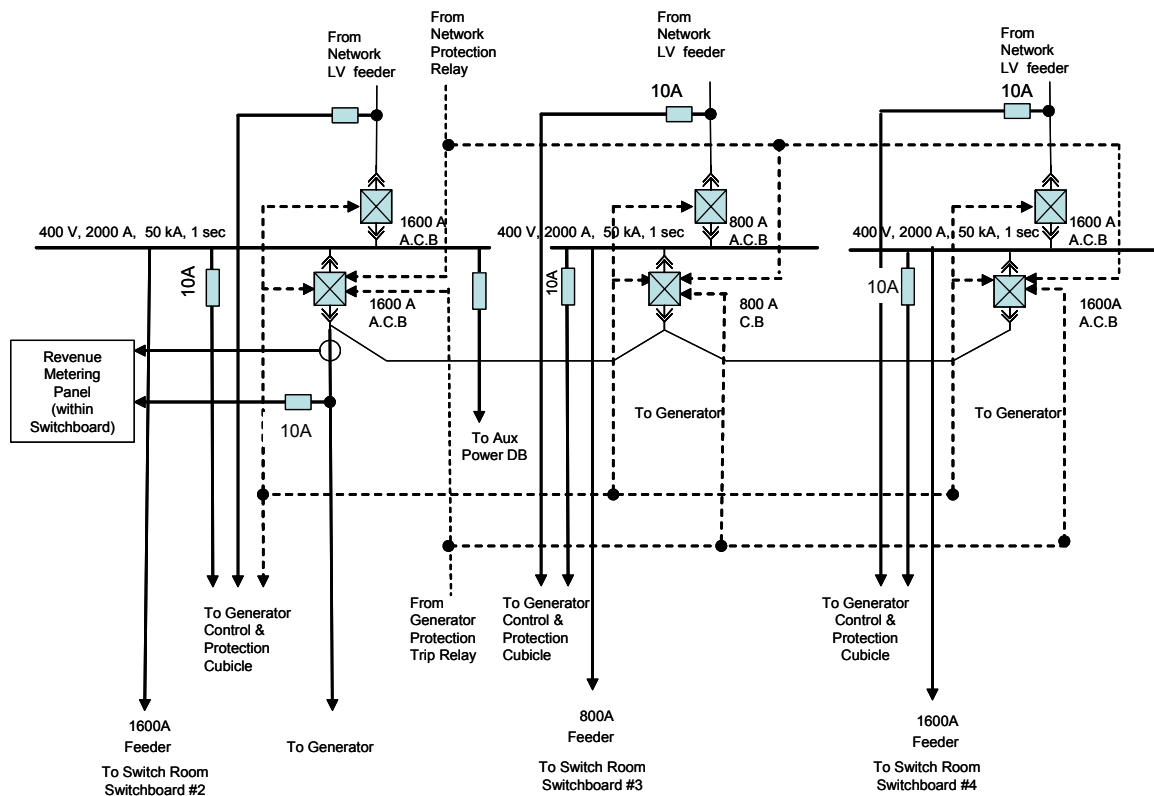 From
Network
LV feeder
From
Network
Protection
Relay
From
Network
LV feeder
From
Network
LV feeder
10A
10A
400 V, 2000 A, 50 kA, 1 sec
1600 A
A.C.B
400 V, 2000 A, 50 kA, 1 sec
800 A
A.C.B
400 V, 2000 A, 50 kA, 1 sec
1600 A
A.C.B
10A
1600 A
A.C.B
10A
800 A
C.B
10A
1600A
A.C.B
Revenue
Metering
Panel
(within
Switchboard)
10A
To Aux
Power DB
To Generator
To Generator
To Generator
Control &
Protection
Cubicle
From
Generator
Protection
Trip Relay
To Generator
Control &
Protection
Cubicle
To Generator
Control &
Protection
Cubicle
1600A
Feeder
To Switch Room
Switchboard #2
To Generator
800A
Feeder
To Switch Room
Switchboard #3
1600A
Feeder
To Switch Room
Switchboard #4